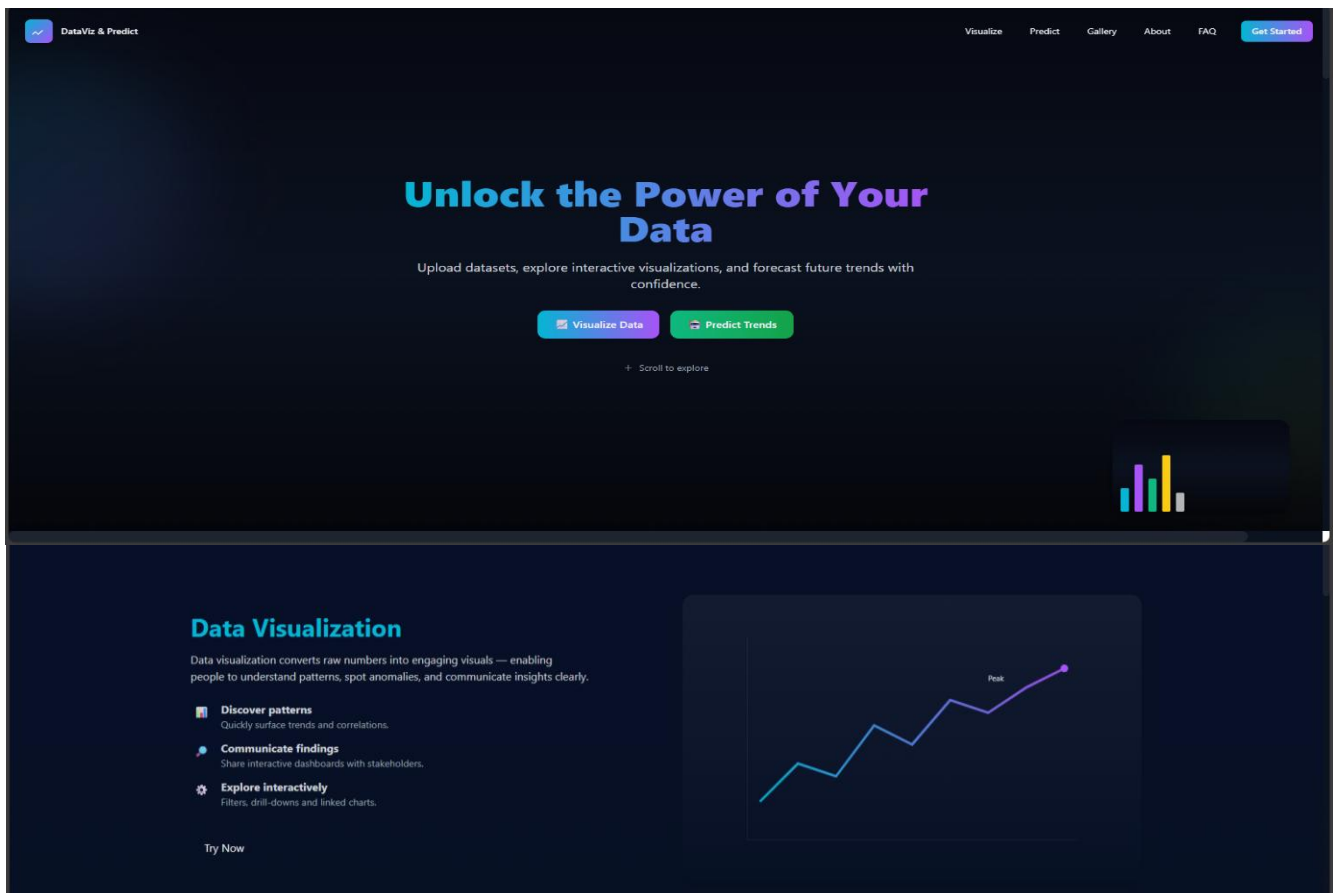 DataViz & Predict
Visualize
Predict
Gallery
About
FAQ
Get Started
Unlock the Power of Your
Data
Upload datasets, explore interactive visualizations, and forecast future trends with
confidence.
Visualize Data
Predict Trends
Scroll to explore
Data Visualization
Data visualization converts raw numbers into engaging visuals — enabling
people to understand patterns, spot anomalies, and communicate insights clearly.
Discover patterns
Quickly surface trends and correlations.
Communicate findings
Share interactive dashboards with stakeholders.
Explore interactively
Filters, drill-downs and linked charts.
Try Now
Peak